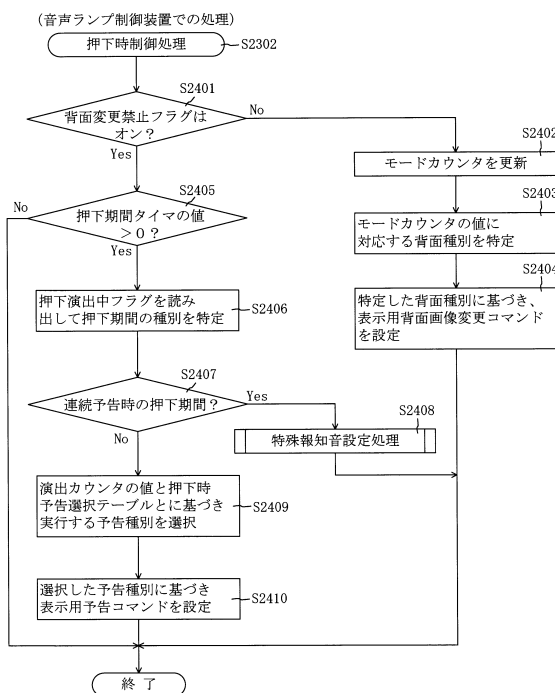 (音声ランプ制御装置での処理)
押下時制御処理
S2302
S2401
背面変更禁止フラグは
オン?
No
Yes
S2402
モードカウンタを更新
S2403
モードカウンタの値に
対応する背面種別を特定
S2404
特定した背面種別に基づき、
表示用背面画像変更コマンド
を設定
S2405
No
押下期間タイマの値
>0?
Yes
押下演出中フラグを読み
出して押下期間の種別を特定
S2406
S2407
連続予告時の押下期間?
Yes
No
S2408
特殊報知音設定処理
演出カウンタの値と押下時
予告選択テーブルとに基づき
実行する予告種別を選択
S2409
選択した予告種別に基づき
表示用予告コマンドを設定
S2410
終了